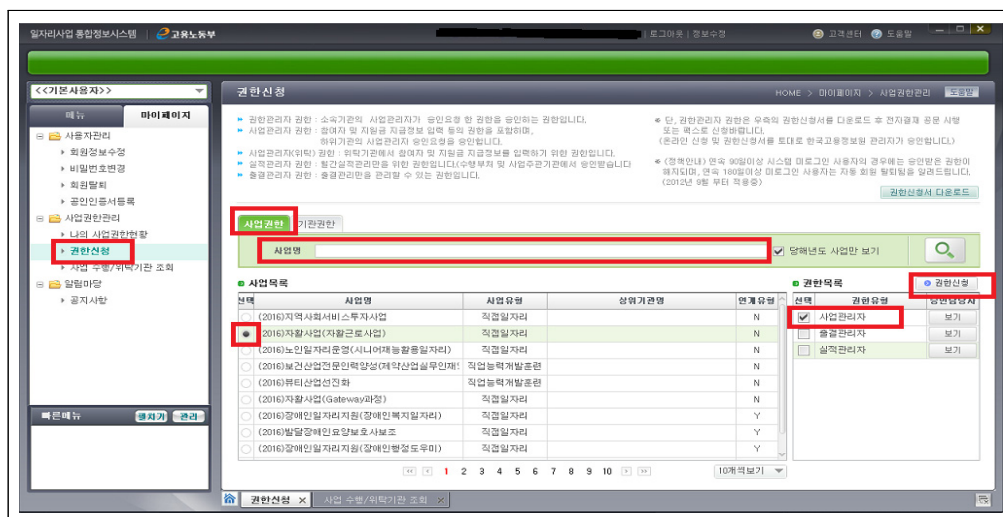 일자리사업 통합정보시스템 고용노동부 | 로그아웃 | 정보수정 고객센터 도움말
<<기본사용자>>
메뉴 마이페이지
사용자관리
회원정보수정
비밀번호변경
회원탈퇴
공인인증서등록
사업권한관리
나의 사업권한현황
권한신청
사업 수행/위탁기관 조회
알림마당
공지사항
빠른메뉴 펼치기 관리
권한신청 HOME > 마이페이지 > 사업권한관리 도움말
권한관리자 권한 : 소속기관의 사업관리자가 승인요청 한 권한을 승인하는 권한입니다.
사업관리자 권한 : 참여자 및 지원금 지급정보 입력 등의 권한을 포함하며,
하위기관의 사업관리자 승인요청을 승인합니다.
사업관리자(위탁) 권한 : 위탁기관에서 참여자 및 지원금 지급정보를 입력하기 위한 권한입니다.
실적관리자 권한 : 월간실적관리만을 위한 권한입니다.(수행부처 및 사업주관기관에서 승인받습니다
출결관리자 권한 : 출결관리만을 관리할 수 있는 권한입니다.
※ 단, 권한관리자 권한은 우측의 권한신청서를 다운로드 후 전자결재 공문 시행
또는 팩스로 신청바랍니다.
(온라인 신청 및 권한신청서를 토대로 한국고용정보원 관리자가 승인합니다.)
※ (정책안내) 연속 90일이상 시스템 미로그인 사용자의 경우에는 승인받은 권한이
해지되며, 연속 180일이상 미로그인 사용자는 자동 회원 탈퇴됨을 알려드립니다.
(2012년 9월 부터 적용중)
권한신청서 다운로드
사업권한 기관권한
사업명 당해년도 사업만 보기
사업목록
선택 사업명 사업유형 상위기관명 연계유형
(2016)지역사회서비스투자사업 직접일자리 N
(2016)자활사업(자활근로사업) 직접일자리 N
(2016)노인일자리운영(시니어재능활용일자리) 직접일자리 N
(2016)보건산업전문인력양성(제약산업실무인재! 직업능력개발훈련 N
(2016)뷰티산업선진화 직업능력개발훈련 N
(2016)자활사업(Gateway과정) 직접일자리 N
(2016)장애인일자리지원(장애인복지일자리) 직접일자리 Y
(2016)발달장애인요양보호사보조 직접일자리 Y
(2016)장애인일자리지원(장애인행정도우미) 직접일자리 Y
1 2 3 4 5 6 7 8 9 10 10개씩보기
권한목록 권한신청
선택 권한유형 승인담당자
사업관리자 보기
출결관리자 보기
실적관리자 보기
권한신청 × 사업 수행/위탁기관 조회 ×